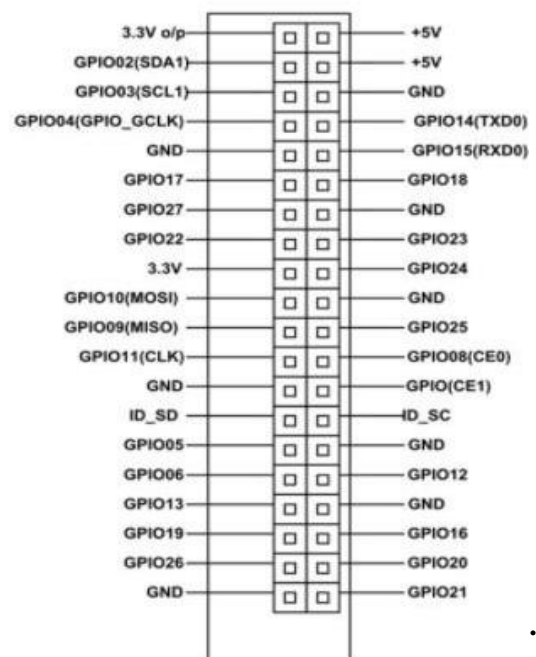 3.3V o/p +5V
GPIO02(SDA1) +5V
GPIO03(SCL1) GND
GPIO04(GPIO_GCLK) GPIO14(TXD0)
GND GPIO15(RXD0)
GPIO17 GPIO18
GPIO27 GND
GPIO22 GPIO23
3.3V GPIO24
GPIO10(MOSI) GND
GPIO09(MISO) GPIO25
GPIO11(CLK) GPIO08(CE0)
GND GPIO(CE1)
ID_SD ID_SC
GPIO05 GND
GPIO06 GPIO12
GPIO13 GND
GPIO19 GPIO16
GPIO26 GPIO20
GND GPIO21